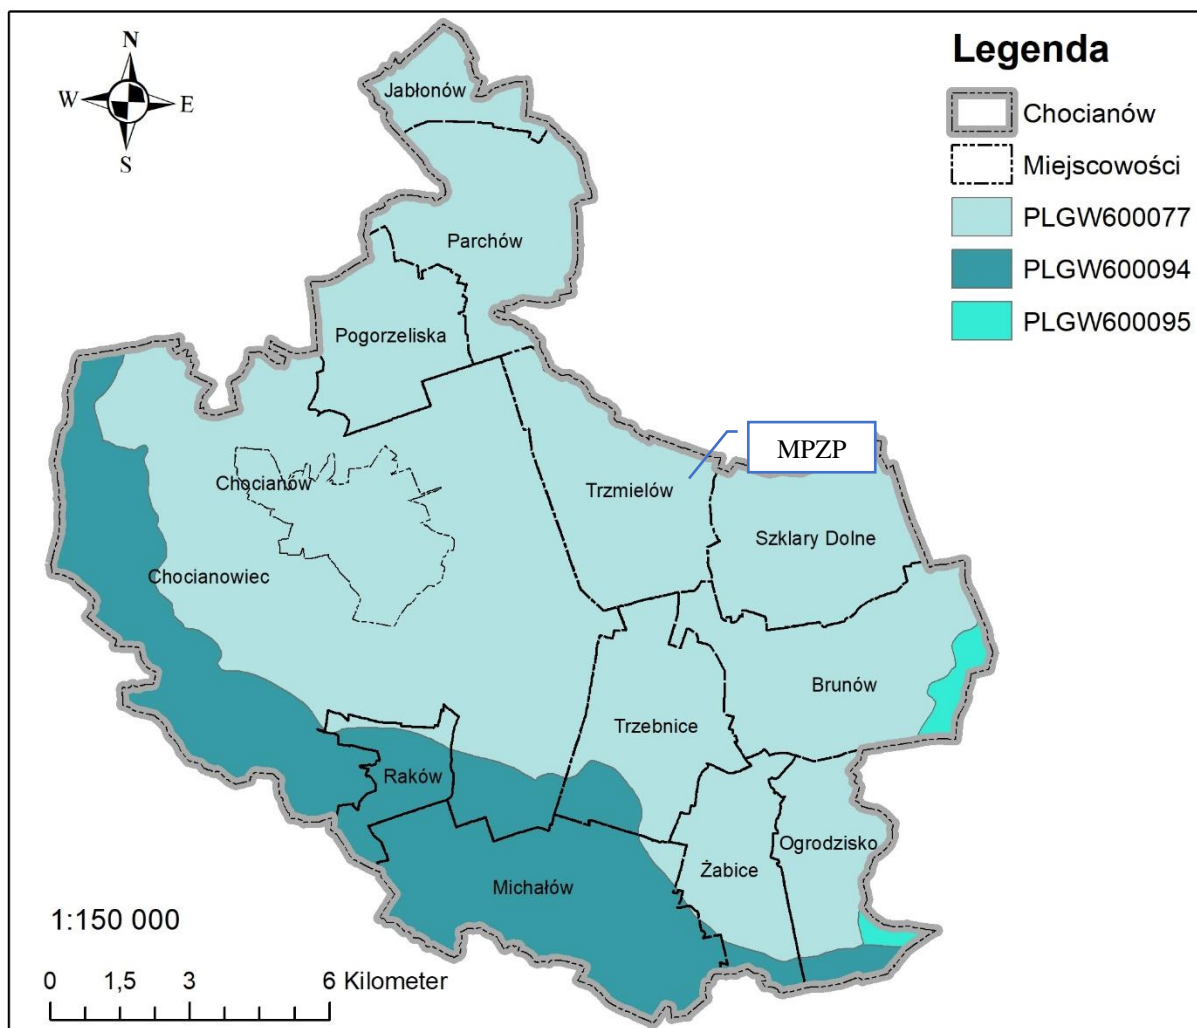 N
W
E
S
Legenda
Chocianów
Miejscowości
PLGW600077
PLGW600094
PLGW600095
Jabłonów
Parchów
Pogorzeliska
MPZP
Chocianów
Trzmielów
Szklary Dolne
Chocianowiec
Brunów
Trzebnice
Raków
Ogrodzisko
Żabice
Michałów
1:150 000
0 1,5 3 6 Kilometer